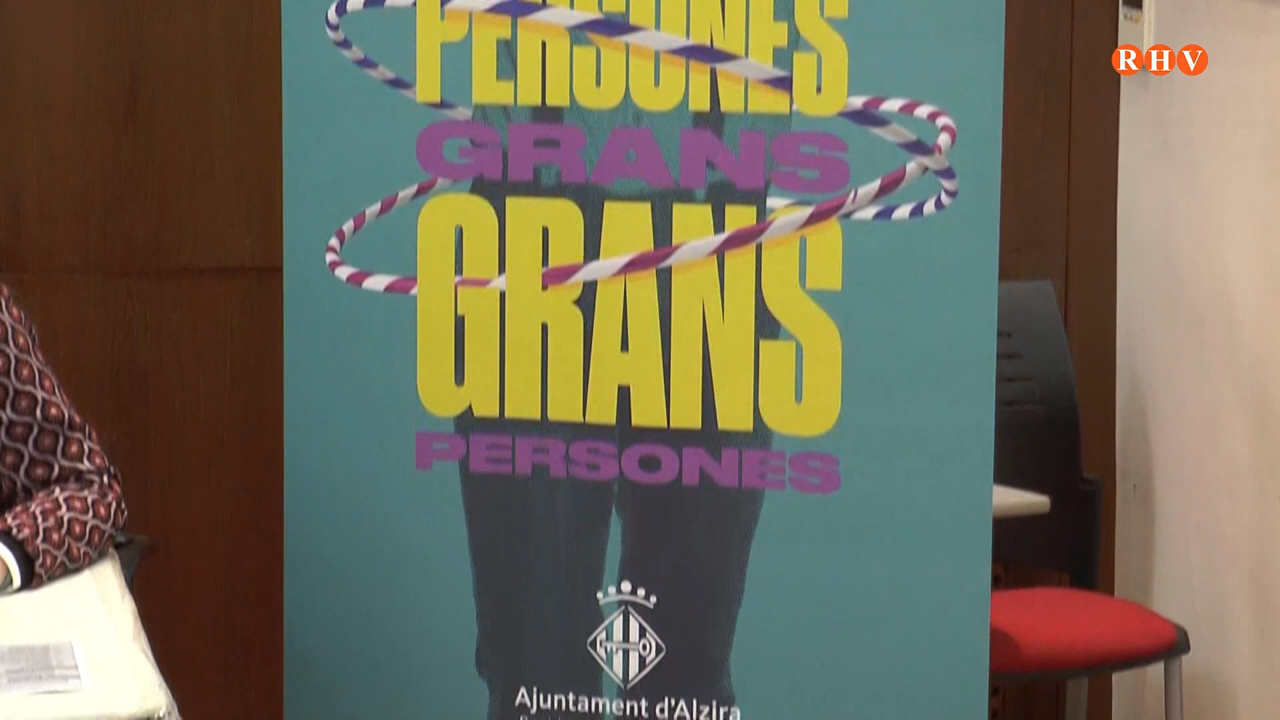 PERSONES
RHV
GRANS
GRANS
PERSONES
Ajuntament d'Alzira